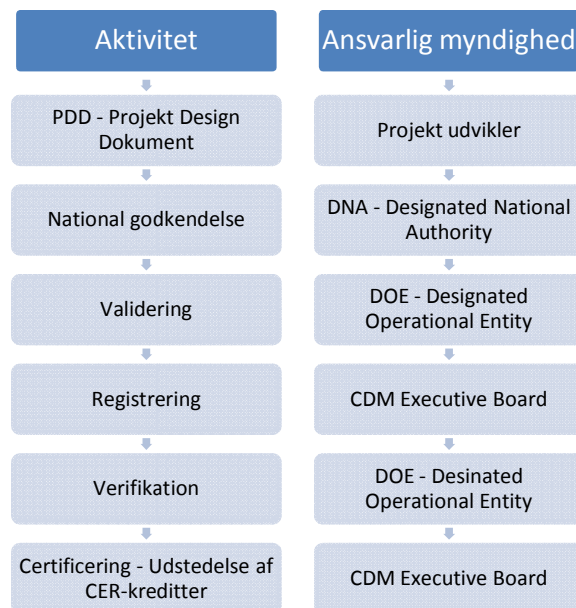 Aktivitet
PDD - Projekt Design
Dokument
National godkendelse
Validering
Registrering
Verifikation
Certificering - Udstedelse af
CER-kreditter
Ansvarlig myndighed
Projekt udvikler
DNA - Designated National
Authority
DOE - Designated
Operational Entity
CDM Executive Board
DOE - Desinated
Operational Entity
CDM Executive Board